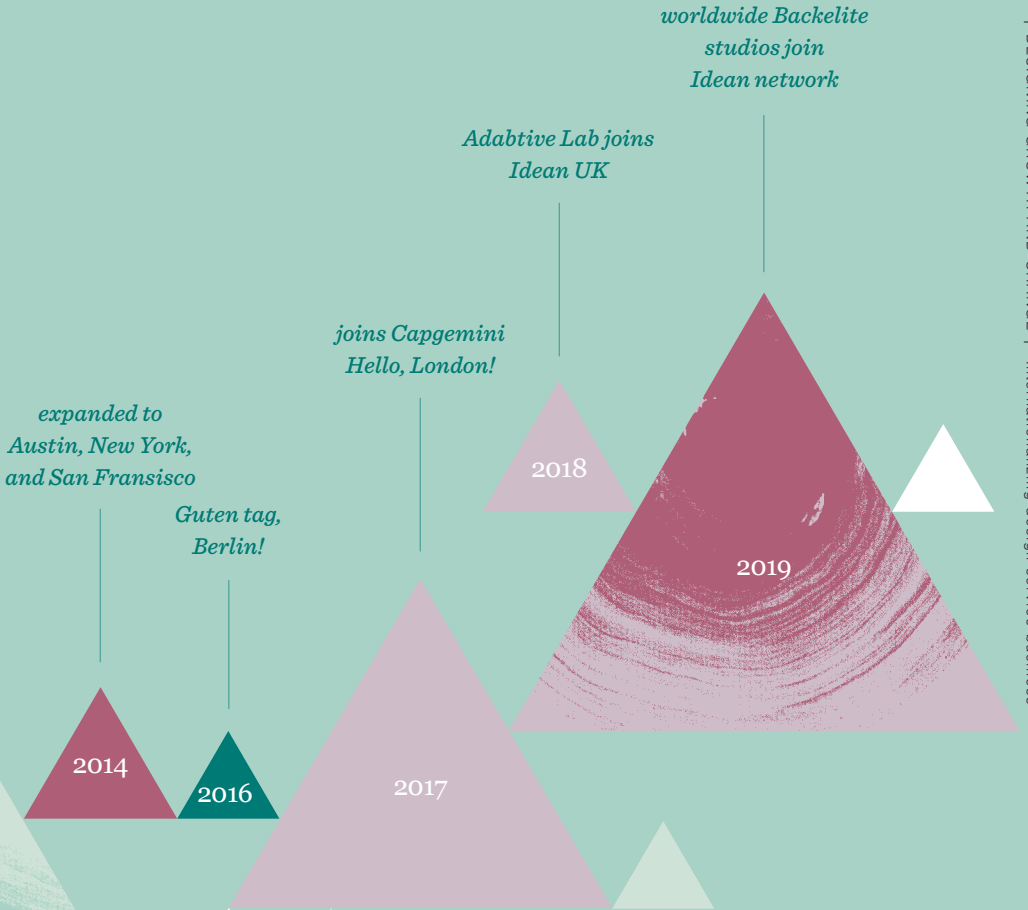 worldwide Backelite
studios join
Idean network
Adabtive Lab joins
Idean UK
joins Capgemini
Hello, London!
expanded to
Austin, New York,
and San Fransisco
Guten tag,
Berlin!
2018
2019
2014
2016
2017